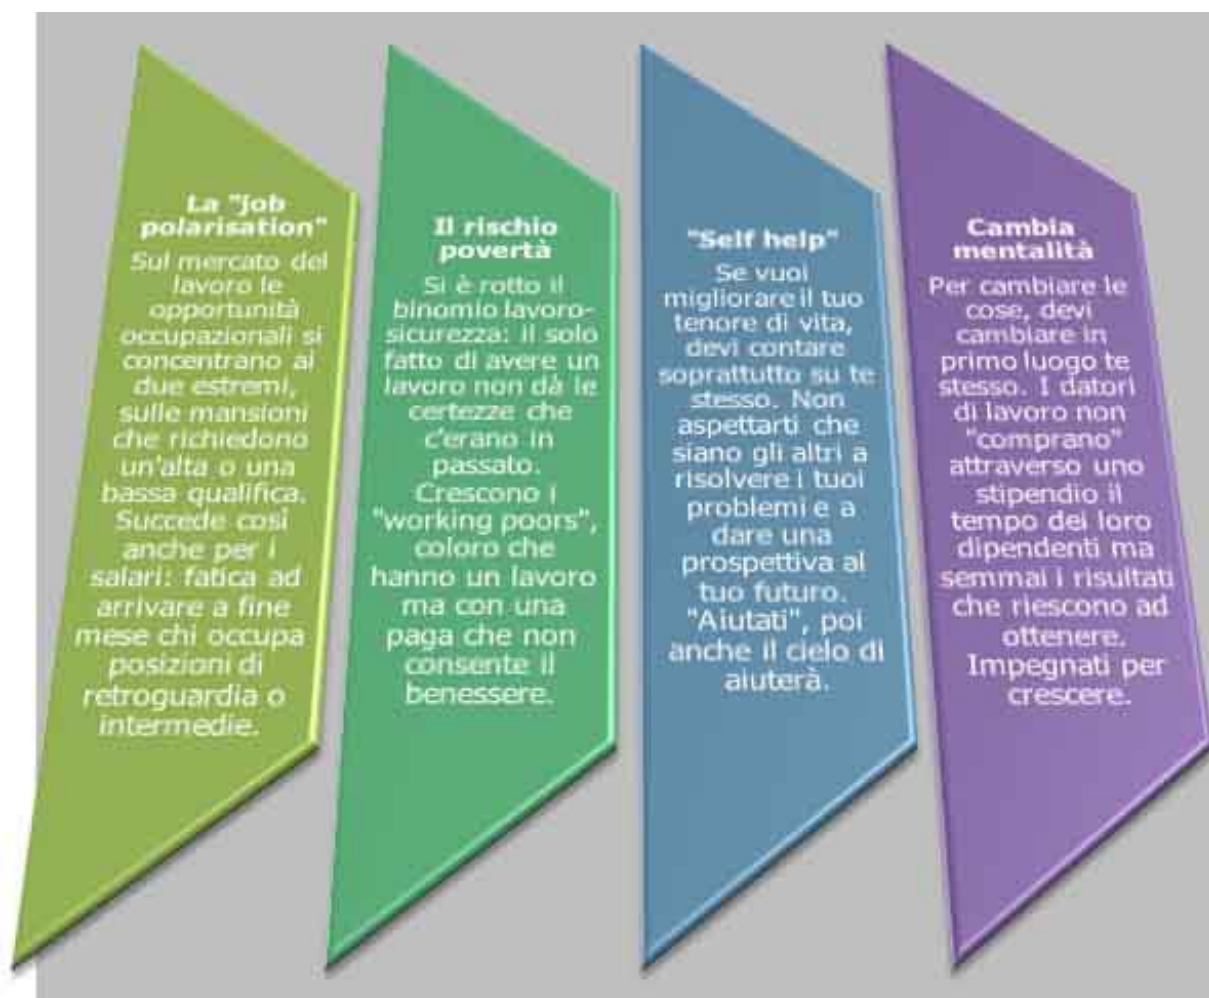 La "job
polarisation"
Sul mercato del
lavoro le
opportunità
occupazionali si
concentrano ai
due estremi,
sulle mansioni
che richiedono
un'alta o una
bassa qualifica.
Succede così
anche per i
salari: fatica ad
arrivare a fine
mese chi occupa
posizioni di
retroguardia o
intermedie.
Il rischio
povertà
Si è rotto il
binomio lavoro-
sicurezza: il solo
fatto di avere un
lavoro non dà le
certezze che
c'erano in
passato.
Crescono i
"working poors",
coloro che
hanno un lavoro
ma con una
paga che non
consente il
benessere.
"Self help"
Se vuoi
migliorare il tuo
tenore di vita,
devi contare
soprattutto su te
stesso. Non
aspettarti che
siano gli altri a
risolvere i tuoi
problemi e a
dare una
prospettiva al
tuo futuro.
"Aiutati", poi
anche il cielo di
aiuterà.
Cambia
mentalità
Per cambiare le
cose, devi
cambiare in
primo luogo te
stesso. I datori
di lavoro non
"comprano"
attraverso uno
stipendio il
tempo dei loro
dipendenti ma
semmai i risultati
che riescono ad
ottenere.
Impegnati per
crescere.